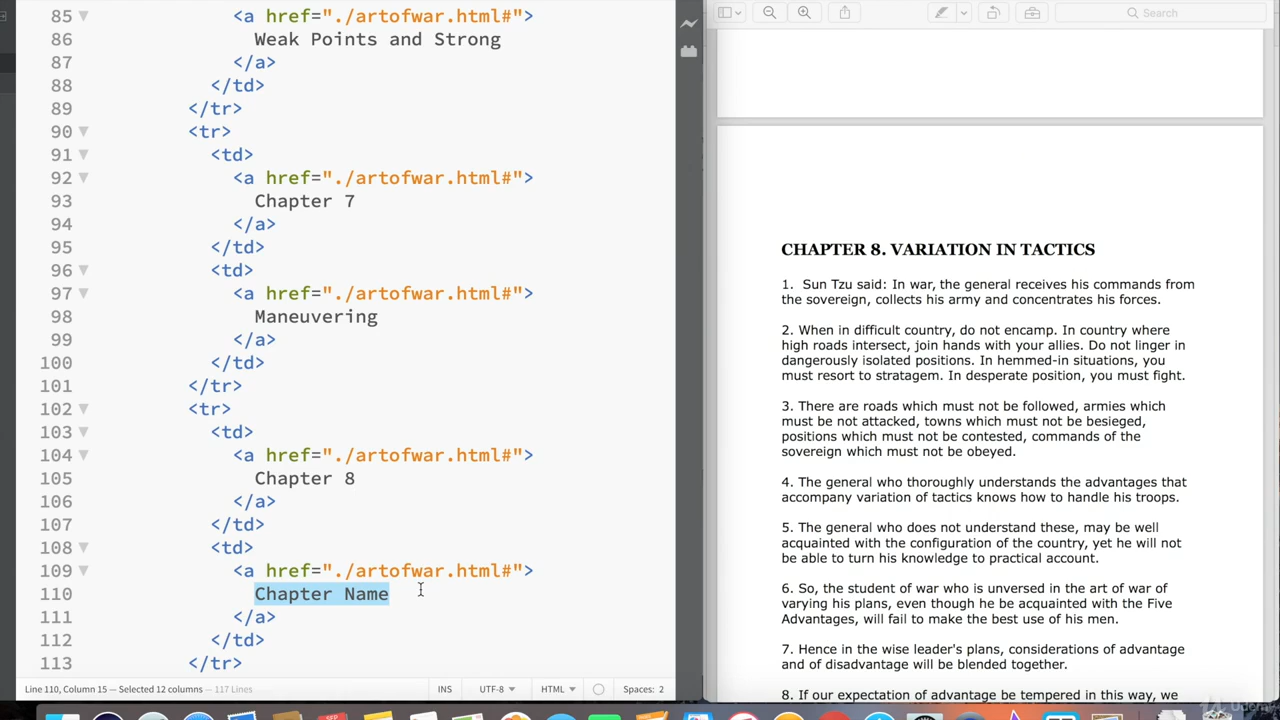 85 <a href="./artofwar.html#">
86 Weak Points and Strong
87 </a>
88 </td>
89 </tr>
90 <tr>
91 <td>
92 <a href="./artofwar.html#">
93 Chapter 7
94 </a>
95 </td>
96 <td>
97 <a href="./artofwar.html#">
98 Maneuvering
99 </a>
100 </td>
101 </tr>
102 <tr>
103 <td>
104 <a href="./artofwar.html#">
105 Chapter 8
106 </a>
107 </td>
108 <td>
109 <a href="./artofwar.html#">
110 Chapter Name
111 </a>
112 </td>
113 </tr>
Line 110, Column 15 — Selected 12 columns — 117 Lines
INS
UTF-8
HTML
Spaces: 2
Search
CHAPTER 8. VARIATION IN TACTICS
1. Sun Tzu said: In war, the general receives his commands from
the sovereign, collects his army and concentrates his forces.
2. When in difficult country, do not encamp. In country where
high roads intersect, join hands with your allies. Do not linger in
dangerously isolated positions. In hemmed-in situations, you
must resort to stratagem. In desperate position, you must fight.
3. There are roads which must not be followed, armies which
must be not attacked, towns which must not be besieged,
positions which must not be contested, commands of the
sovereign which must not be obeyed.
4. The general who thoroughly understands the advantages that
accompany variation of tactics knows how to handle his troops.
5. The general who does not understand these, may be well
acquainted with the configuration of the country, yet he will not
be able to turn his knowledge to practical account.
6. So, the student of war who is unversed in the art of war of
varying his plans, even though he be acquainted with the Five
Advantages, will fail to make the best use of his men.
7. Hence in the wise leader's plans, considerations of advantage
and of disadvantage will be blended together.
8. If our expectation of advantage be tempered in this way, we